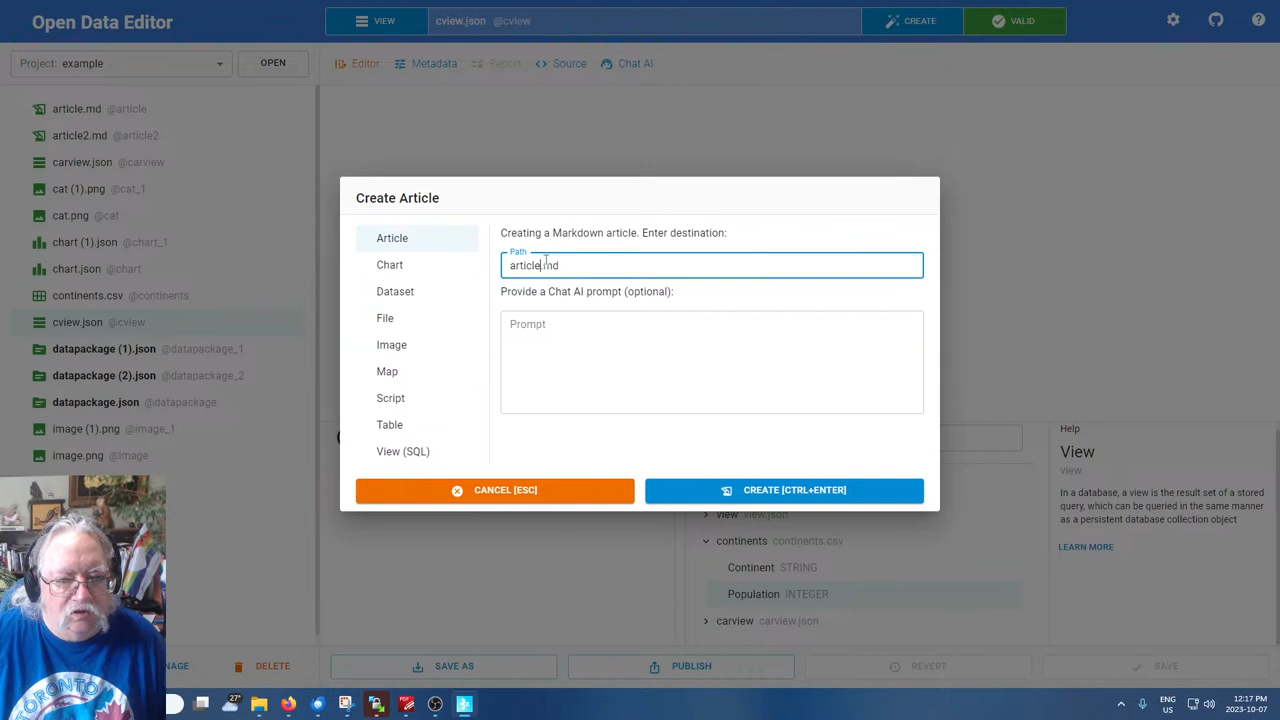 Open Data Editor
VIEW
cview.json @cview
CREATE
VALID
Project: example
OPEN
Editor
Metadata
Report
Source
Chat AI
article.md @article
article2.md @article2
carview.json @carview
cat (1).png @cat_1
cat.png @cat
chart (1).json @chart_1
chart.json @chart
continents.csv @continents
cview.json @cview
datapackage (1).json @datapackage_1
datapackage (2).json @datapackage_2
datapackage.json @datapackage
image (1).png @image_1
image.png @image
Create Article
Article
Chart
Dataset
File
Image
Map
Script
Table
View (SQL)
Creating a Markdown article. Enter destination:
Path
article.md
Provide a Chat AI prompt (optional):
Prompt
CANCEL [ESC]
CREATE [CTRL+ENTER]
view view.json
continents continents.csv
Continent STRING
Population INTEGER
carview carview.json
Help
View
view
In a database, a view is the result set of a stored
query, which can be queried in the same manner
as a persistent database collection object
LEARN MORE
DELETE
SAVE AS
PUBLISH
REVERT
SAVE
TORONTO
27°
ENG
US
12:17 PM
2023-10-07